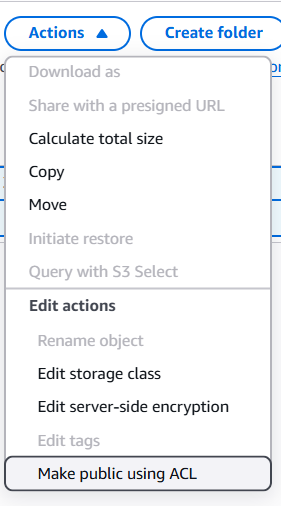 Actions
Create folder
Download as
Share with a presigned URL
Calculate total size
Copy
Move
Initiate restore
Query with S3 Select
Edit actions
Rename object
Edit storage class
Edit server-side encryption
Edit tags
Make public using ACL